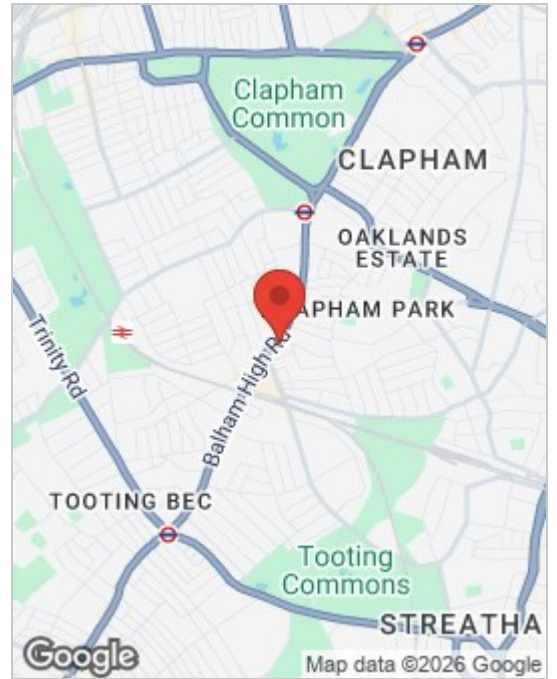 Clapham
Common
CLAPHAM
OAKLANDS
ESTATE
APHAM PARK
Trinity Rd
Balham High Rd
TOOTING BEC
Tooting
Commons
STREATHA
Google
Map data ©2026 Google